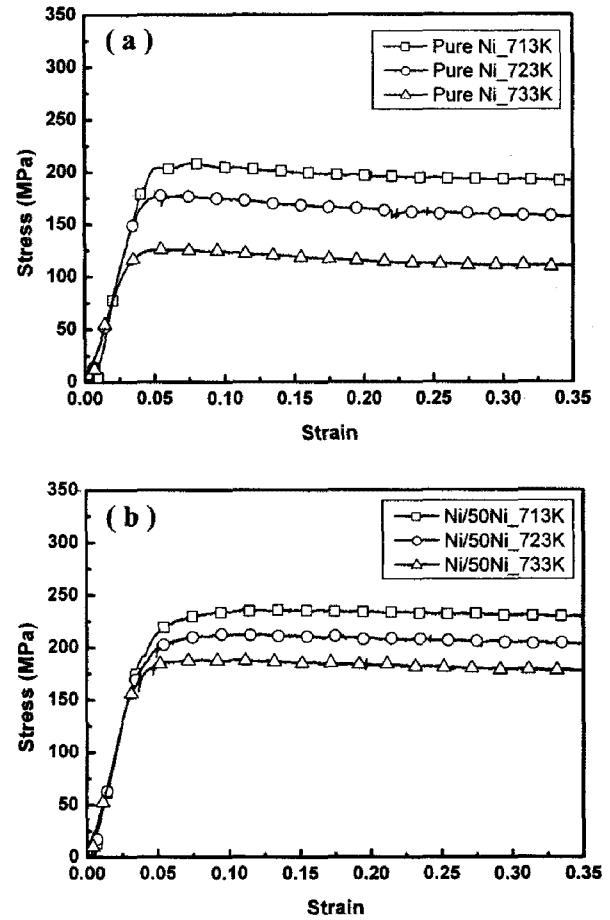 ( a )
Pure Ni_713K
Pure Ni_723K
Pure Ni_733K
350
300
250
200
150
100
50
0
Stress (MPa)
0.00 0.05 0.10 0.15 0.20 0.25 0.30 0.35
Strain
( b )
Ni/50Ni_713K
Ni/50Ni_723K
Ni/50Ni_733K
350
300
250
200
150
100
50
0
Stress (MPa)
0.00 0.05 0.10 0.15 0.20 0.25 0.30 0.35
Strain